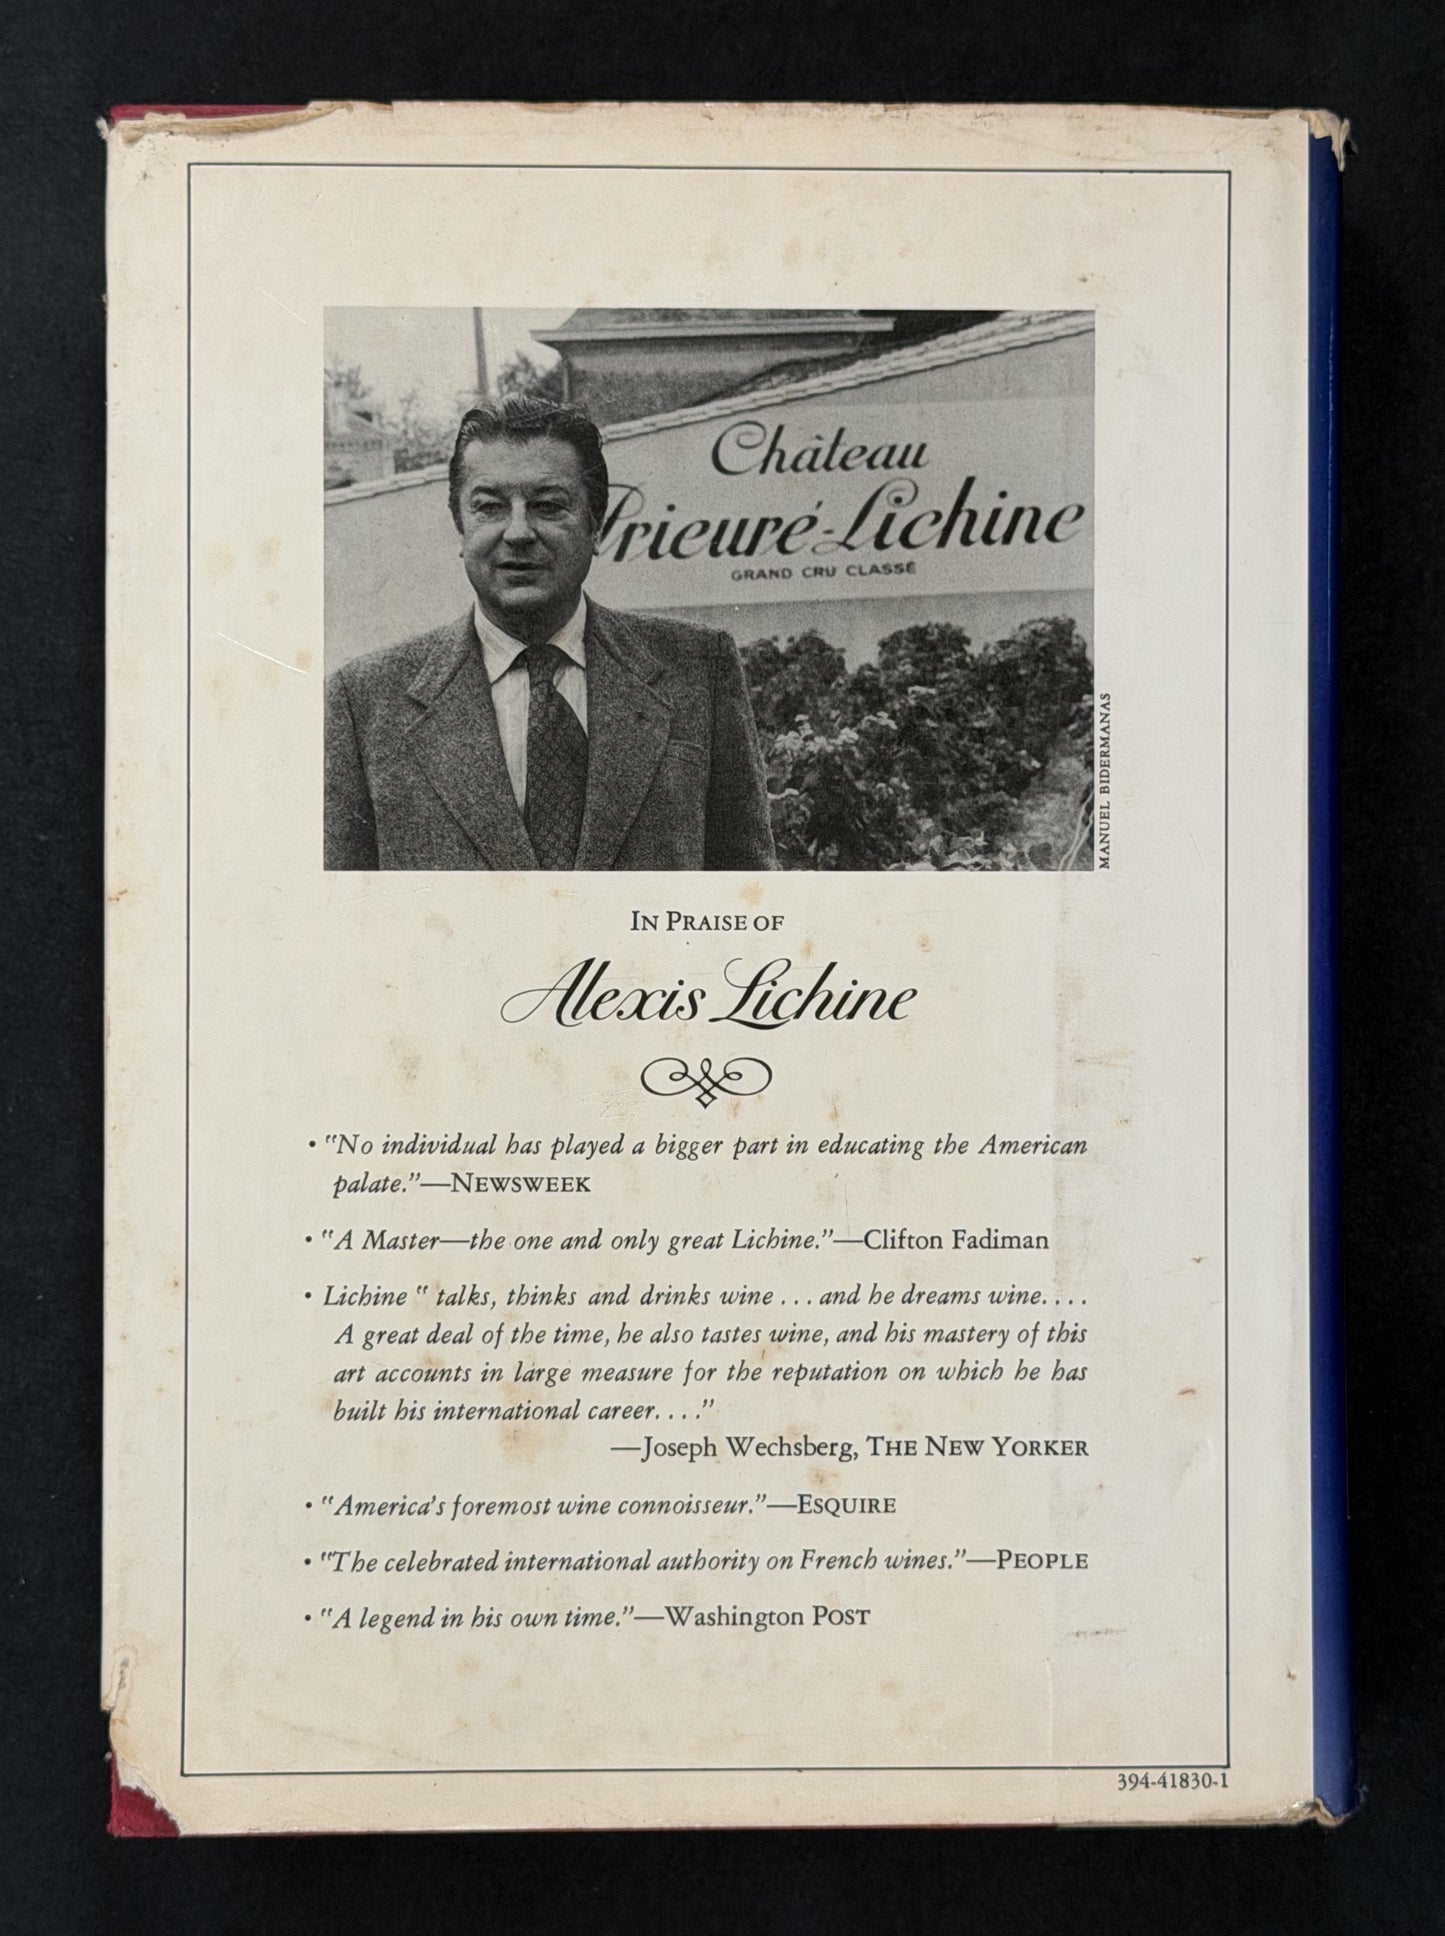 Château
Prieuré-Lichine
GRAND CRU CLASSÉ
MANUEL BIDERMANAS
IN PRAISE OF
Alexis Lichine
• "No individual has played a bigger part in educating the American
palate."—NEWSWEEK
• "A Master—the one and only great Lichine."—Clifton Fadiman
• Lichine " talks, thinks and drinks wine . . . and he dreams wine. . . .
A great deal of the time, he also tastes wine, and his mastery of this
art accounts in large measure for the reputation on which he has
built his international career. . . ."
—Joseph Wechsberg, THE NEW YORKER
• "America's foremost wine connoisseur."—ESQUIRE
• "The celebrated international authority on French wines."—PEOPLE
• "A legend in his own time."—Washington POST
394-41830-1